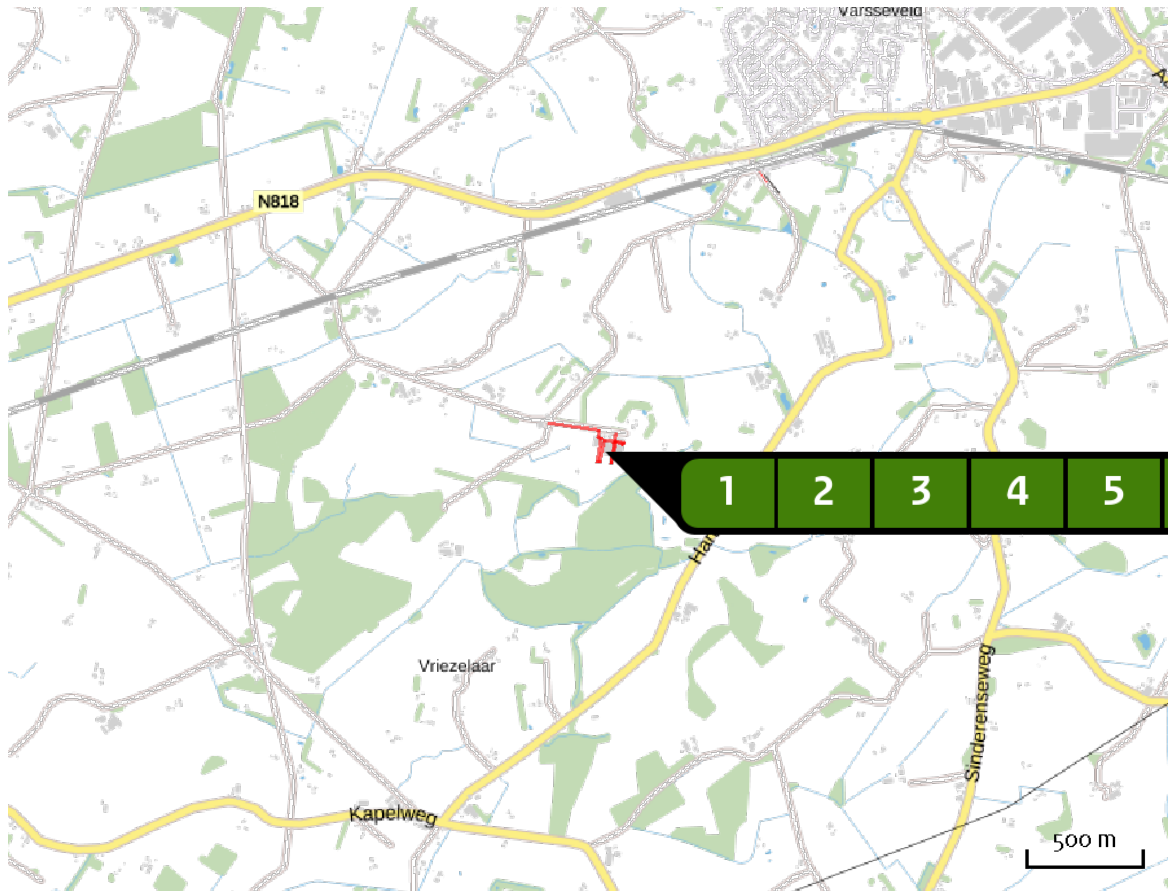 Varsseveld
N818
1 2 3 4 5
Vriezelaar
Sinderenseweg
Kapelweg
500 m